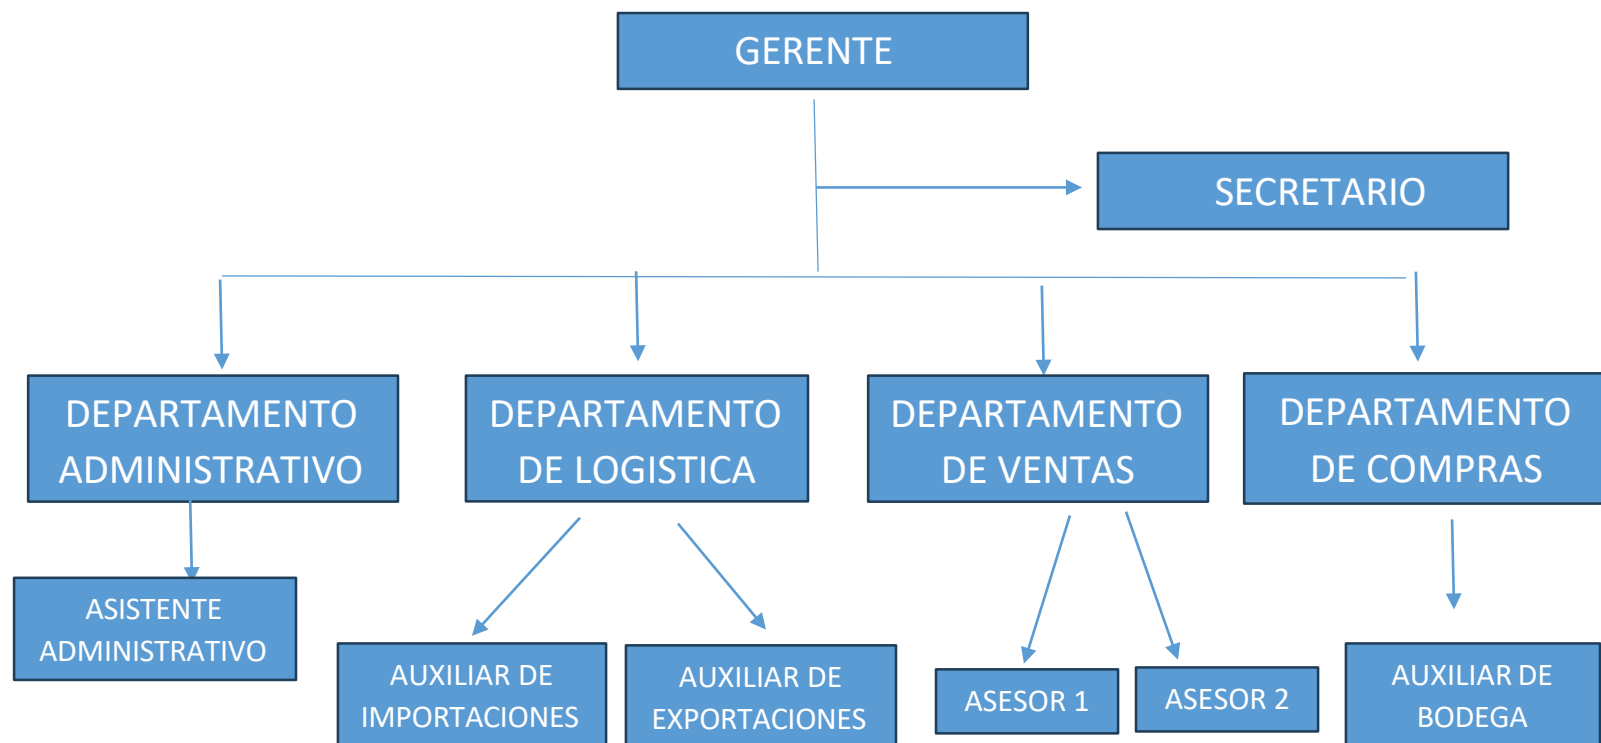 GERENTE
SECRETARIO
DEPARTAMENTO
ADMINISTRATIVO
DEPARTAMENTO
DE LOGISTICA
DEPARTAMENTO
DE VENTAS
DEPARTAMENTO
DE COMPRAS
ASISTENTE
ADMINISTRATIVO
AUXILIAR DE
IMPORTACIONES
AUXILIAR DE
EXPORTACIONES
ASESOR 1
ASESOR 2
AUXILIAR DE
BODEGA